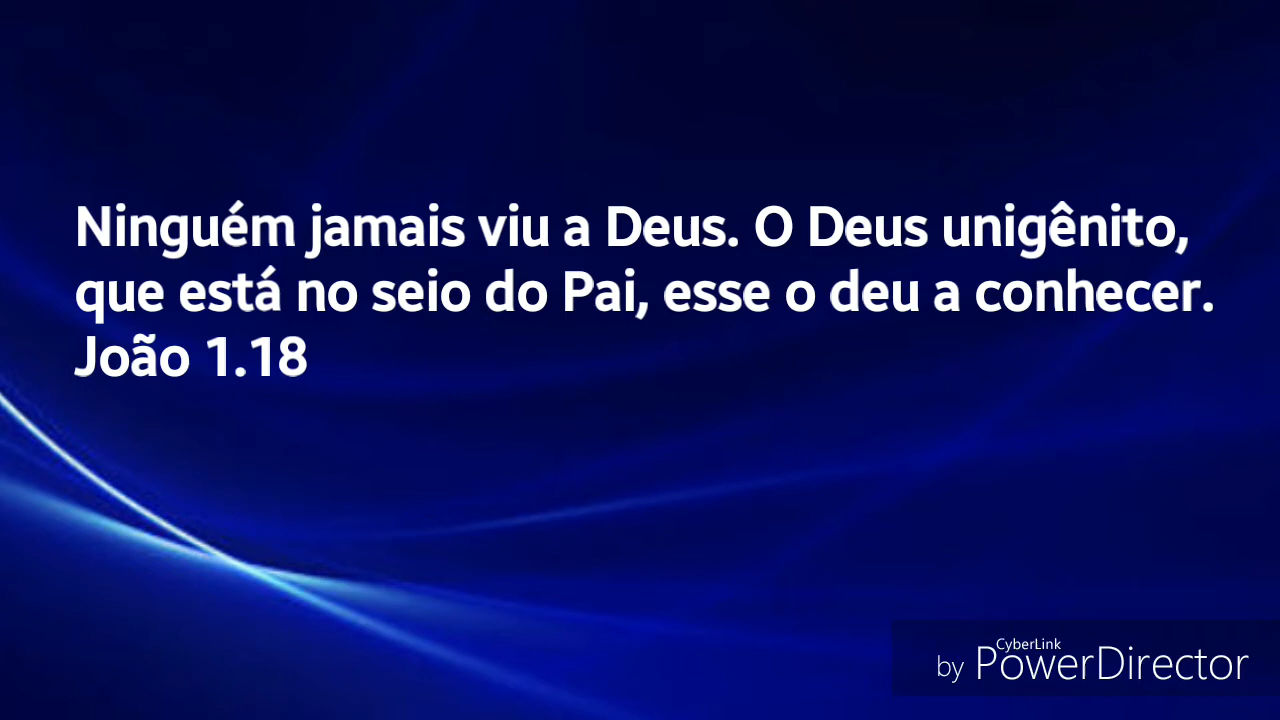 Ninguém jamais viu a Deus. O Deus unigênito,
que está no seio do Pai, esse o deu a conhecer.
João 1.18
CyberLink
by PowerDirector